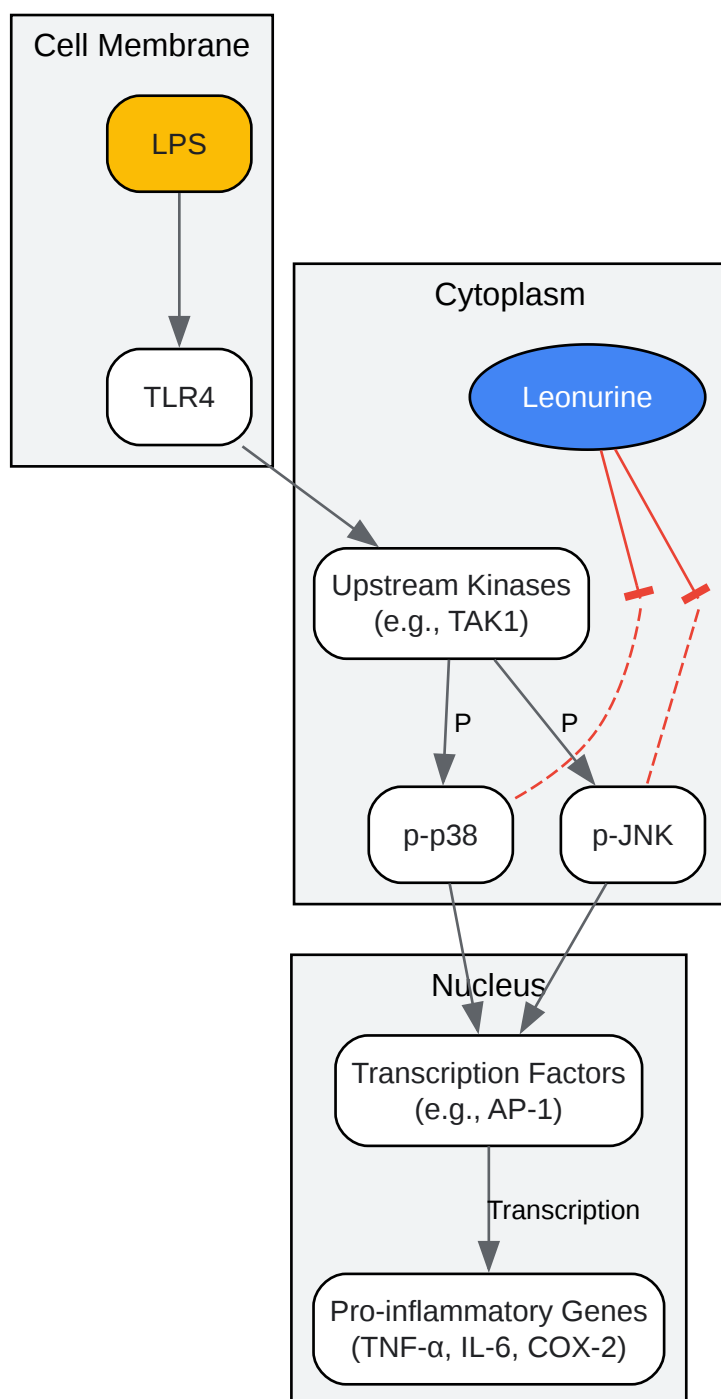 Cell Membrane
LPS
TLR4
Cytoplasm
Leonurine
Upstream Kinases
(e.g., TAK1)
P
P
p-p38
p-JNK
Nucleus
Transcription Factors
(e.g., AP-1)
Transcription
Pro-inflammatory Genes
(TNF-α, IL-6, COX-2)